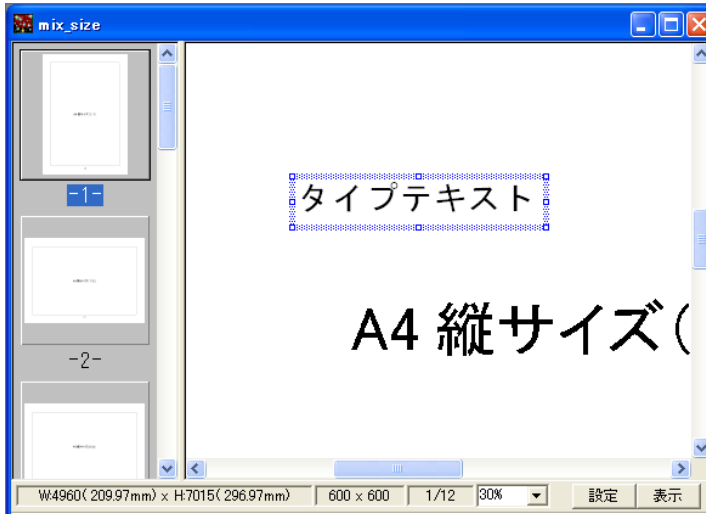 mix_size
-1-
-2-
タイプテキスト
A4 縦サイズ(
W:4960( 209.97mm) x H:7015( 296.97mm)
600 x 600
1/12
30%
設定
表示